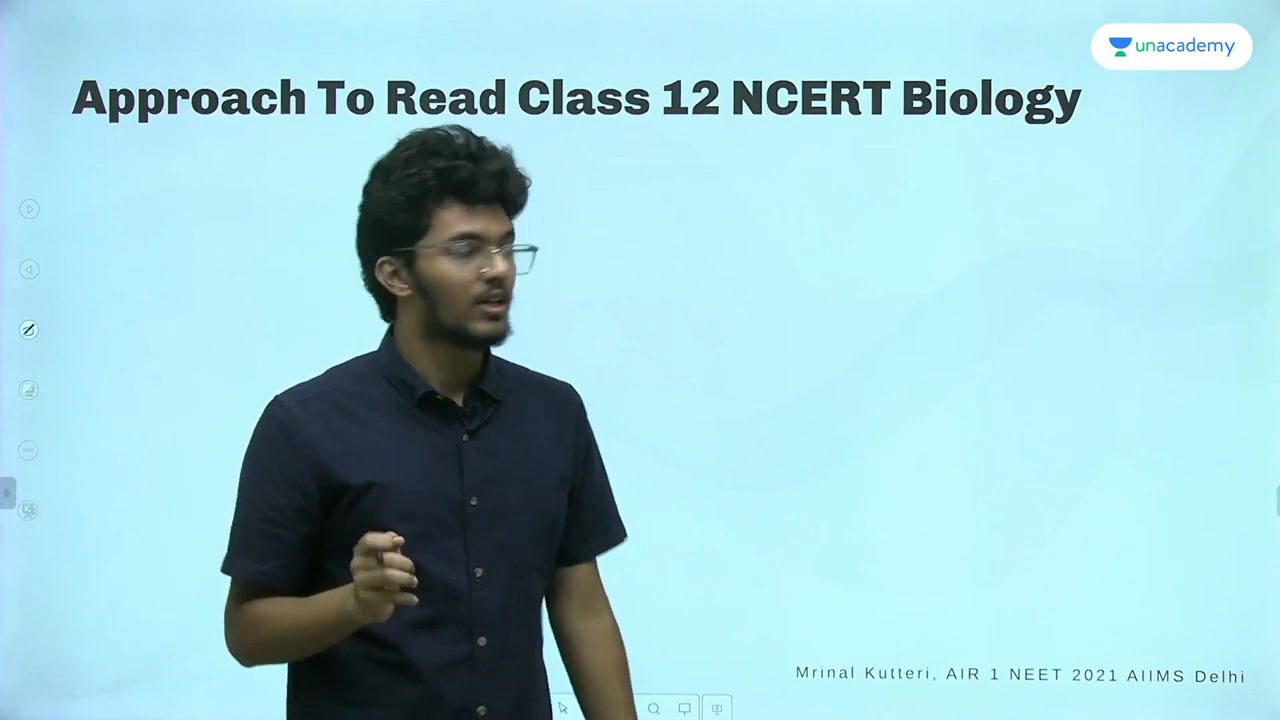 unacademy
Approach To Read Class 12 NCERT Biology
Mrinal Kutteri, AIR 1 NEET 2021 AIIMS Delhi